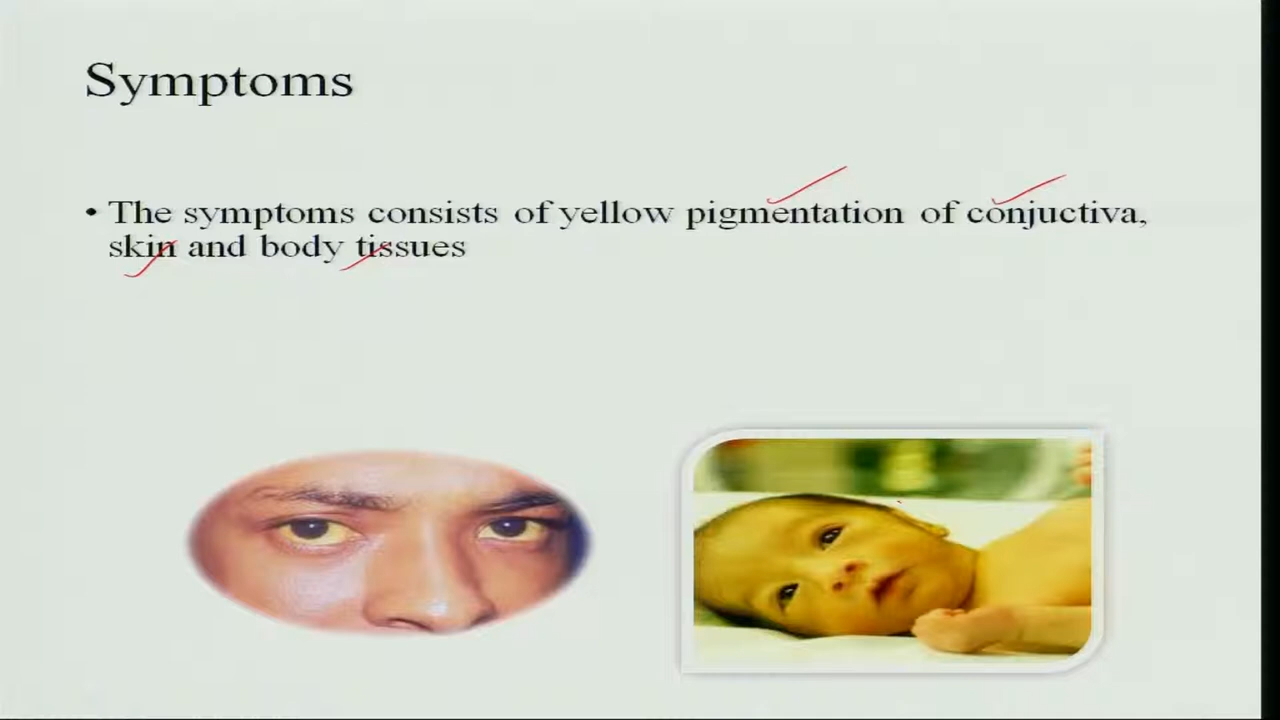 Symptoms
• The symptoms consists of yellow pigmentation of conjuctiva,
skin and body tissues